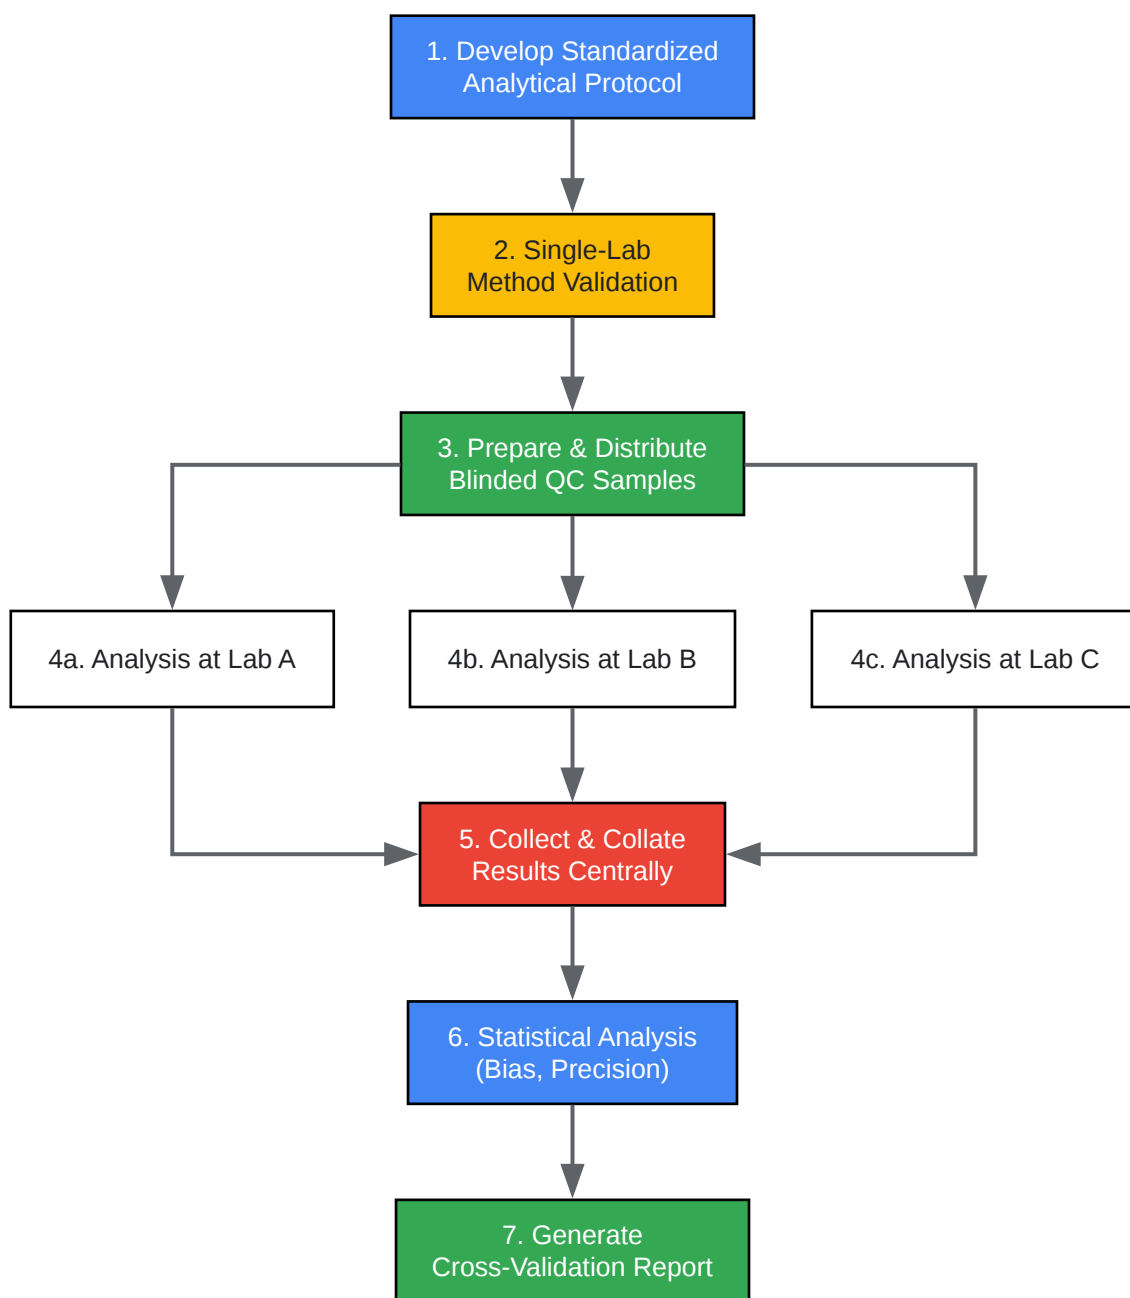 1. Develop Standardized
Analytical Protocol
2. Single-Lab
Method Validation
3. Prepare & Distribute
Blinded QC Samples
4a. Analysis at Lab A
4b. Analysis at Lab B
4c. Analysis at Lab C
5. Collect & Collate
Results Centrally
6. Statistical Analysis
(Bias, Precision)
7. Generate
Cross-Validation Report